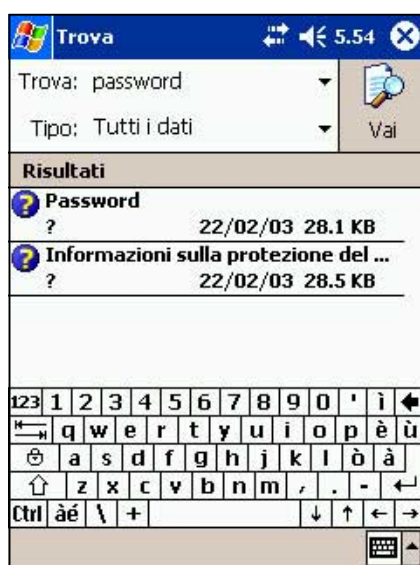 Trova 5.54
Trova: password
Tipo: Tutti i dati
Vai
Risultati
Password
? 22/02/03 28.1 KB
Informazioni sulla protezione del ...
? 22/02/03 28.5 KB
123 1 2 3 4 5 6 7 8 9 0 ' ì
q w e r t y u i o p è ù
a s d f g h j k l ò à
z x c v b n m , . -
Ctrl àé \ +